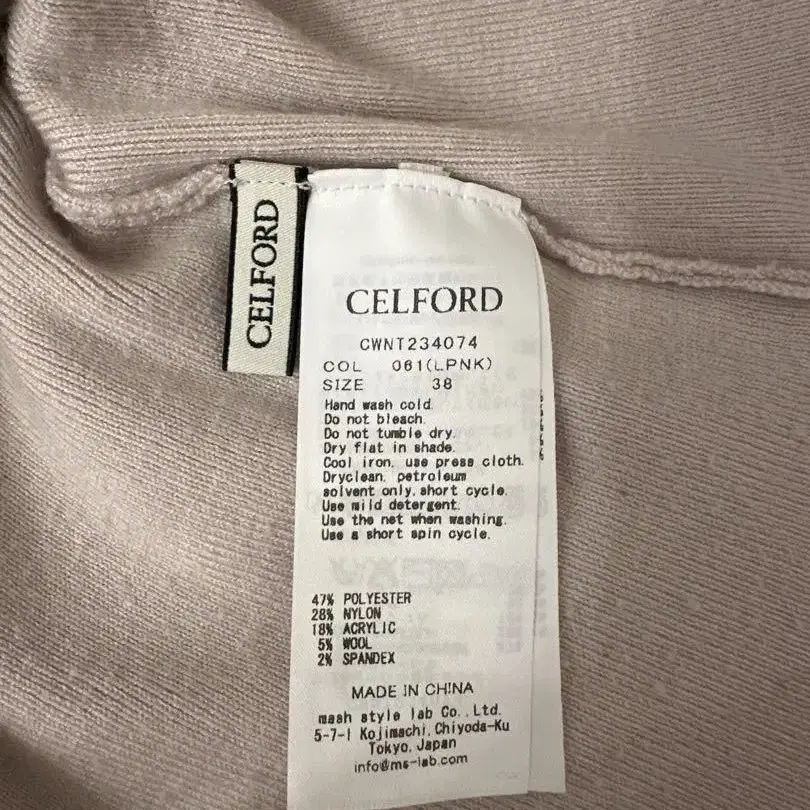 CELFORD
CELFORD
CWNT234074
COL 061(LPNK)
SIZE 38
Hand wash cold.
Do not bleach.
Do not tumble dry.
Dry flat in shade.
Cool iron, use press cloth.
Dryclean, petroleum
solvent only, short cycle.
Use mild detergent.
Use the net when washing.
Use a short spin cycle.
47% POLYESTER
28% NYLON
18% ACRYLIC
5% WOOL
2% SPANDEX
MADE IN CHINA
mash style lab Co.,Ltd.
5-7-1 Kojimachi,Chiyoda-Ku
Tokyo,Japan
info@ms-lab.com